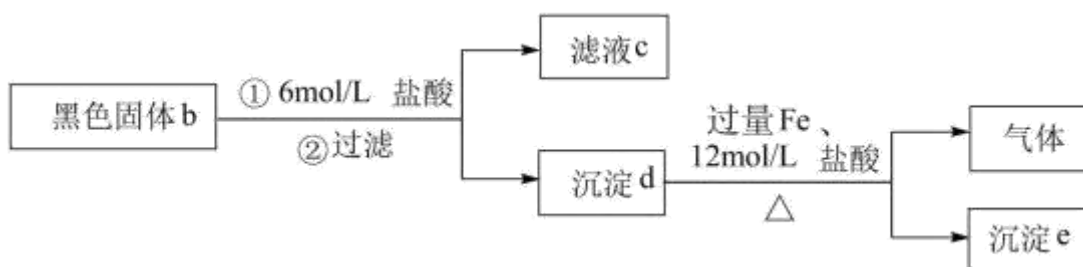 黑色固体b
① 6mol/L 盐酸
②过滤
滤液c
沉淀d
过量Fe、
12mol/L 盐酸
△
气体
沉淀e